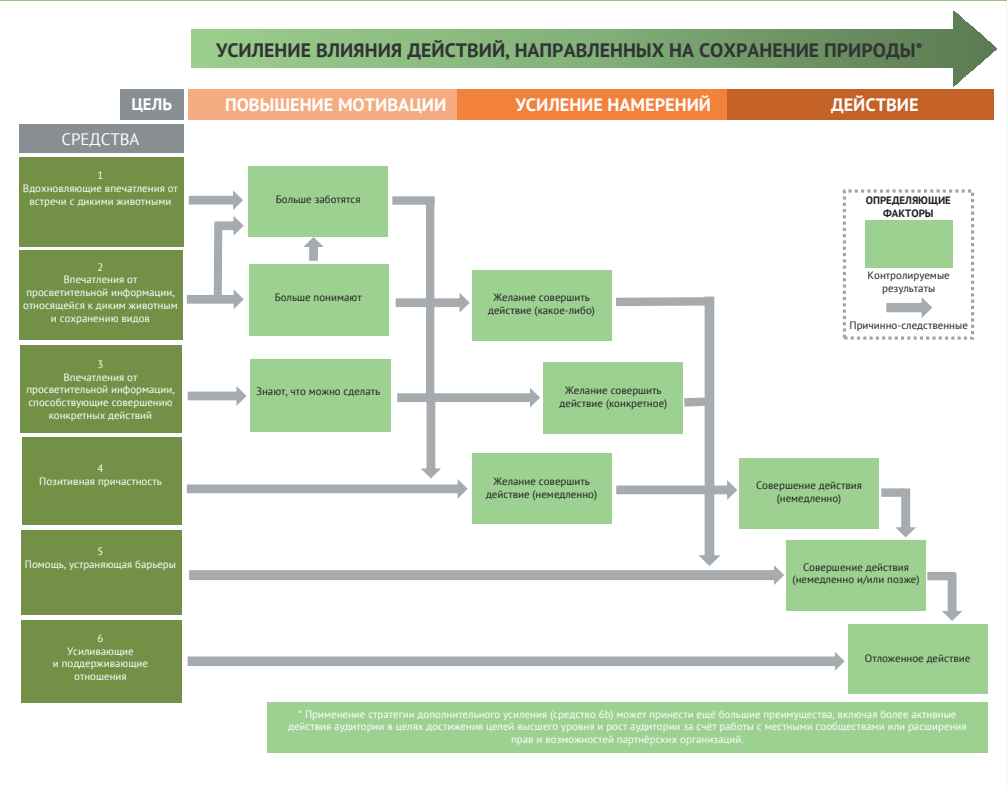 УСИЛЕНИЕ ВЛИЯНИЯ ДЕЙСТВИЙ, НАПРАВЛЕННЫХ НА СОХРАНЕНИЕ ПРИРОДЫ*
ЦЕЛЬ
ПОВЫШЕНИЕ МОТИВАЦИИ
УСИЛЕНИЕ НАМЕРЕНИЙ
ДЕЙСТВИЕ
СРЕДСТВА
1
Вдохновляющие впечатления от
встречи с дикими животными
Больше заботятся
ОПРЕДЕЛЯЮЩИЕ
ФАКТОРЫ
Контролируемые
результаты
Причинно-следственные
2
Впечатления от
просветительной информации,
относящейся к диким животным
и сохранению видов
Больше понимают
Желание совершить
действие (какое-либо)
3
Впечатления от
просветительной информации,
способствующие совершению
конкретных действий
Знают, что можно сделать
Желание совершить
действие (конкретное)
4
Позитивная причастность
Желание совершить
действие (немедленно)
Совершение действия
(немедленно)
5
Помощь, устраняющая барьеры
Совершение действия
(немедленно и/или позже)
6
Усиливающие
и поддерживающие
отношения
Отложенное действие
* Применение стратегии дополнительного усиления (средство 6b) может принести ещё большие преимущества, включая более активные
действия аудитории в целях достижения целей высшего уровня и рост аудитории за счёт работы с местными сообществами или расширения
прав и возможностей партнёрских организаций.